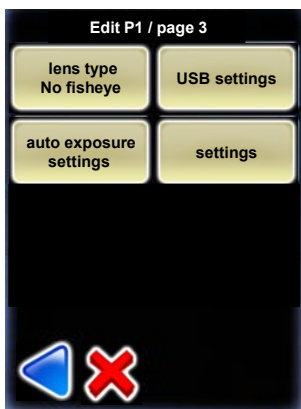 Edit P1 / page 3
lens type
No fisheye
USB settings
auto exposure
settings
settings